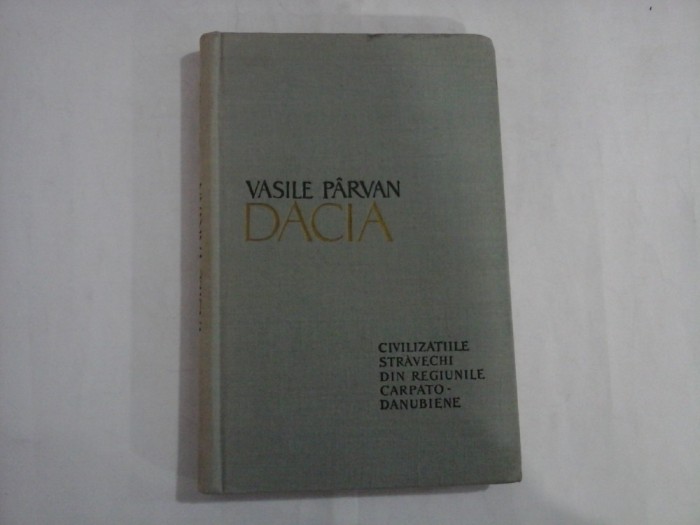 VASILE PÂRVAN
DACIA
CIVILIZAȚIILE
STRĂVECHI
DIN REGIUNILE
CARPATO-
DANUBIENE